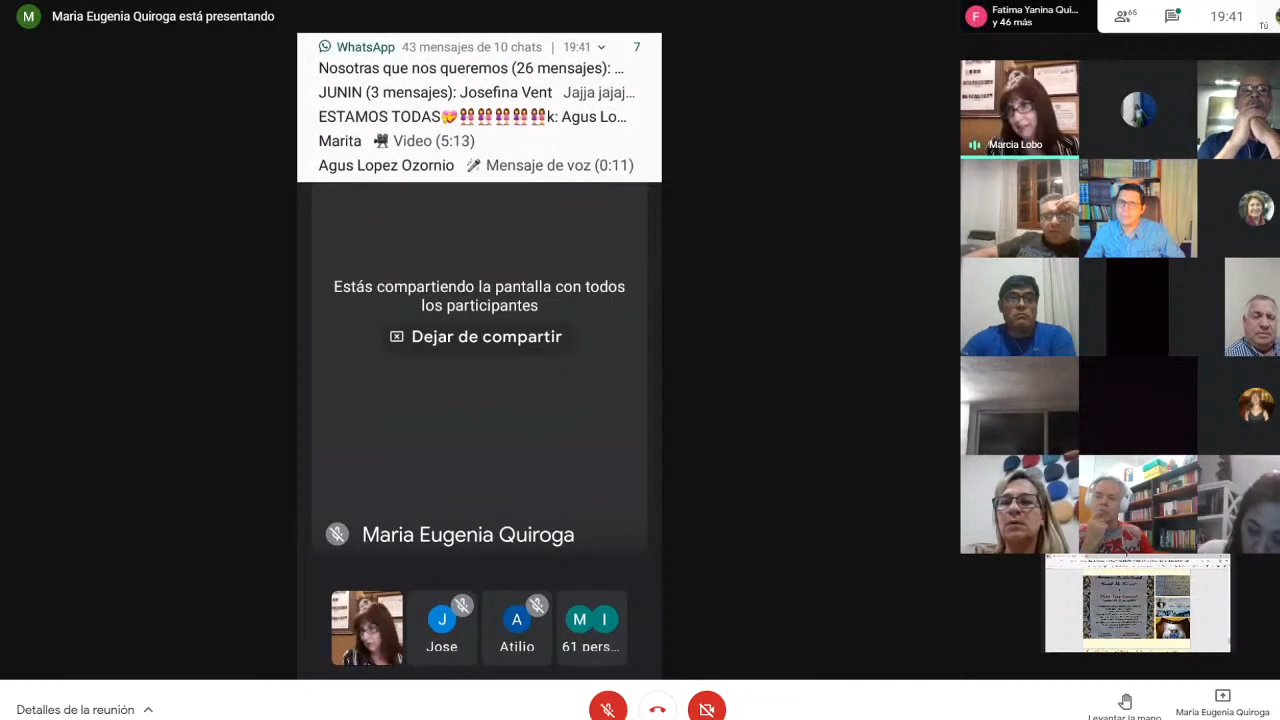 M Maria Eugenia Quiroga está presentando
WhatsApp 43 mensajes de 10 chats | 19:41 7
Nosotras que nos queremos (26 mensajes): ...
JUNIN (3 mensajes): Josefina Vent Jajja jajaj...
ESTAMOS TODAS💝👭👭👭👭👭k: Agus Lo...
Marita 🎥 Video (5:13)
Agus Lopez Ozornio 🎤 Mensaje de voz (0:11)
Estás compartiendo la pantalla con todos
los participantes
Dejar de compartir
Maria Eugenia Quiroga
J
A
M I
Jose
Atilio
61 pers...
F Fatima Yanina Qui...
y 46 más
65
19:41
Tú
Marcia Lobo
Detalles de la reunión
Levantar la mano
Maria Eugenia Quiroga